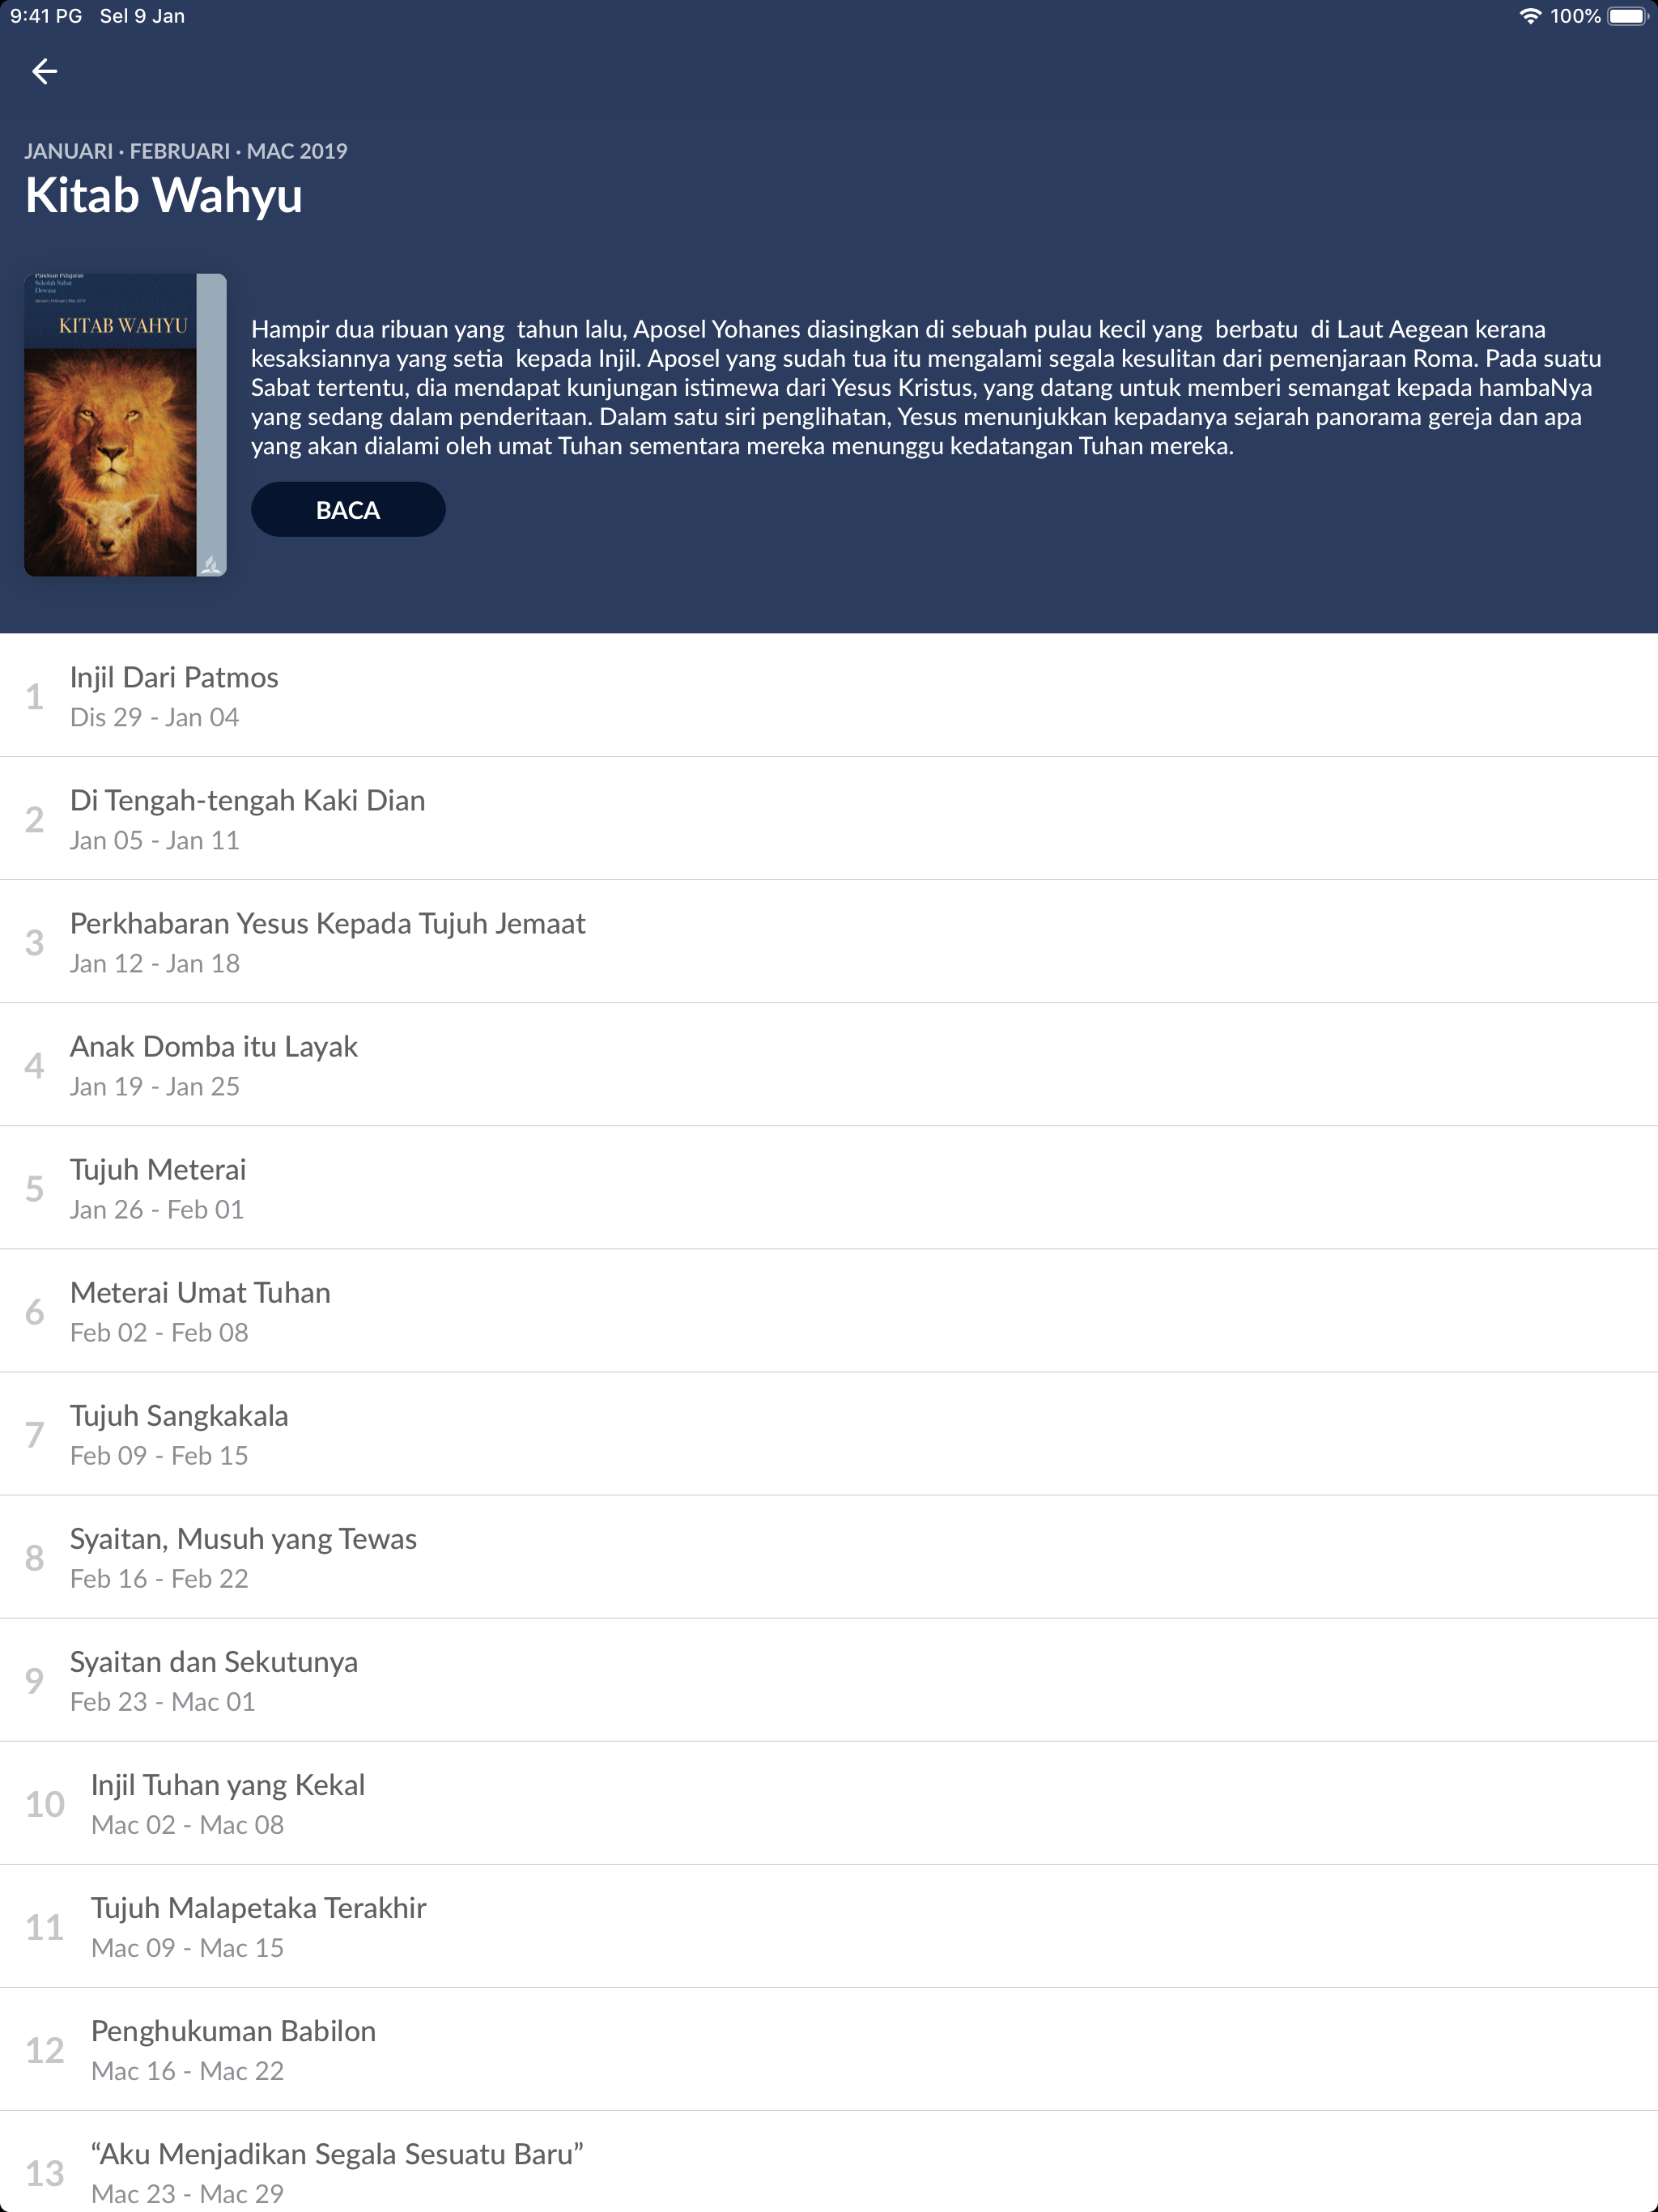 9:41 PG Sel 9 Jan
100%
JANUARI · FEBRUARI · MAC 2019
Kitab Wahyu
Panduan Pelajaran
Sekolah Sabat
Dewasa
Januari | Februari | Mac 2019
KITAB WAHYU
Hampir dua ribuan yang  tahun lalu, Aposel Yohanes diasingkan di sebuah pulau kecil yang  berbatu  di Laut Aegean kerana
kesaksiannya yang setia  kepada Injil. Aposel yang sudah tua itu mengalami segala kesulitan dari pemenjaraan Roma. Pada suatu
Sabat tertentu, dia mendapat kunjungan istimewa dari Yesus Kristus, yang datang untuk memberi semangat kepada hambaNya
yang sedang dalam penderitaan. Dalam satu siri penglihatan, Yesus menunjukkan kepadanya sejarah panorama gereja dan apa
yang akan dialami oleh umat Tuhan sementara mereka menunggu kedatangan Tuhan mereka.
BACA
1 Injil Dari Patmos
Dis 29 - Jan 04
2 Di Tengah-tengah Kaki Dian
Jan 05 - Jan 11
3 Perkhabaran Yesus Kepada Tujuh Jemaat
Jan 12 - Jan 18
4 Anak Domba itu Layak
Jan 19 - Jan 25
5 Tujuh Meterai
Jan 26 - Feb 01
6 Meterai Umat Tuhan
Feb 02 - Feb 08
7 Tujuh Sangkakala
Feb 09 - Feb 15
8 Syaitan, Musuh yang Tewas
Feb 16 - Feb 22
9 Syaitan dan Sekutunya
Feb 23 - Mac 01
10 Injil Tuhan yang Kekal
Mac 02 - Mac 08
11 Tujuh Malapetaka Terakhir
Mac 09 - Mac 15
12 Penghukuman Babilon
Mac 16 - Mac 22
13 “Aku Menjadikan Segala Sesuatu Baru”
Mac 23 - Mac 29